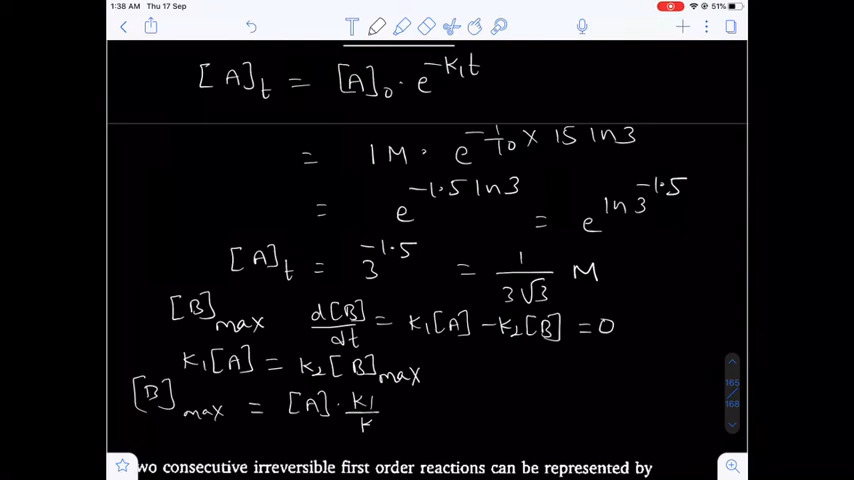 1:38 AM Thu 17 Sep
51%
[A]t = [A]₀ · e^(-k₁t)
= 1M · e^(-1/10 × 15 ln3)
= e^(-1.5 ln3) = e^(ln3^(-1.5))
[A]t = 3^(-1.5) = 1/(3√3) M
[B]max d[B]/dt = k₁[A] - k₂[B] = 0
k₁[A] = k₂[B]max
[B]max = [A] · k₁/k
165
168
wo consecutive irreversible first order reactions can be represented by